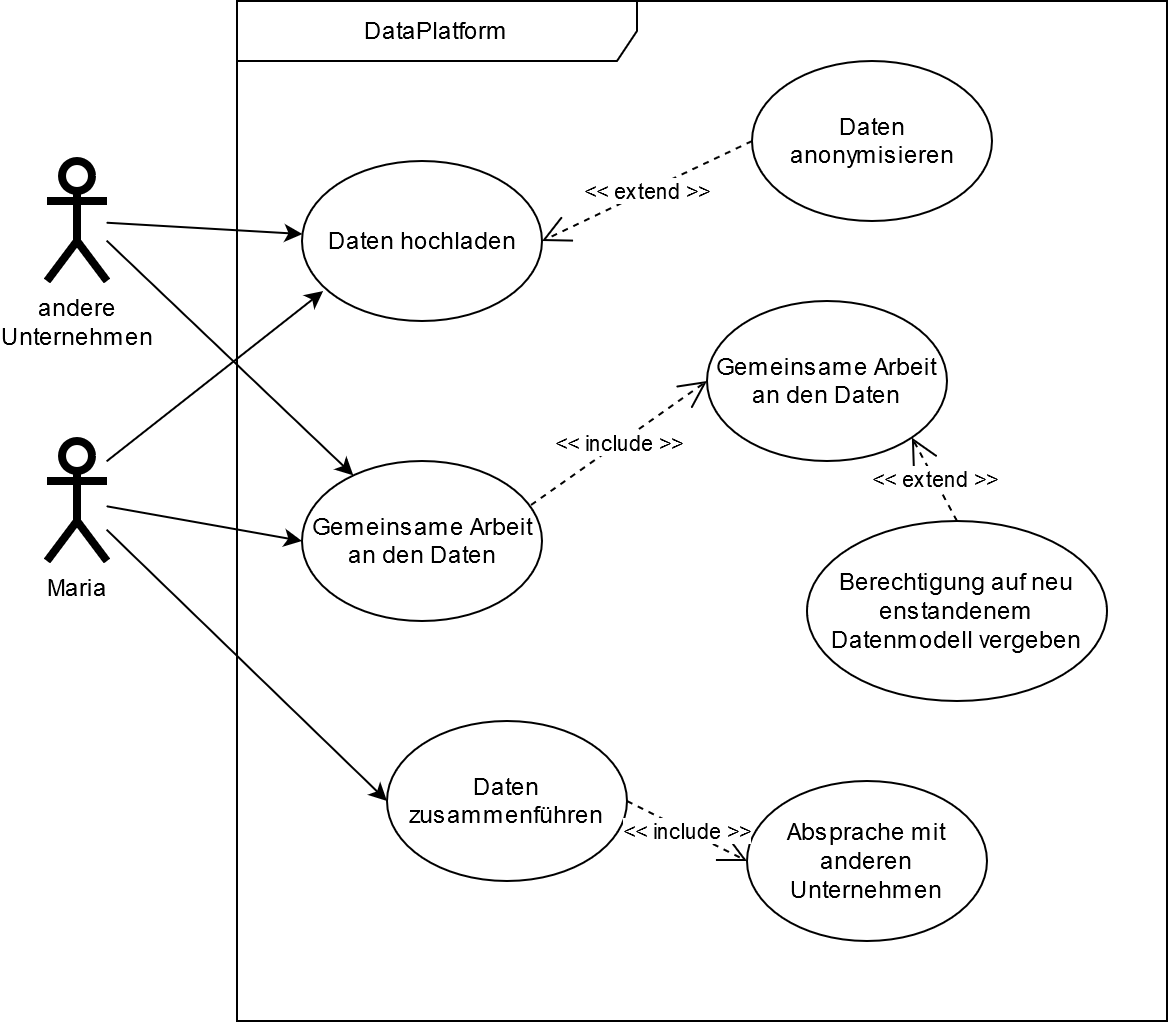 DataPlatform
Daten
anonymisieren
<< extend >>
Daten hochladen
andere
Unternehmen
Gemeinsame Arbeit
an den Daten
<< include >>
<< extend >>
Gemeinsame Arbeit
an den Daten
Maria
Berechtigung auf neu
enstandenem
Datenmodell vergeben
Daten
zusammenführen
<< include >>
Absprache mit
anderen
Unternehmen